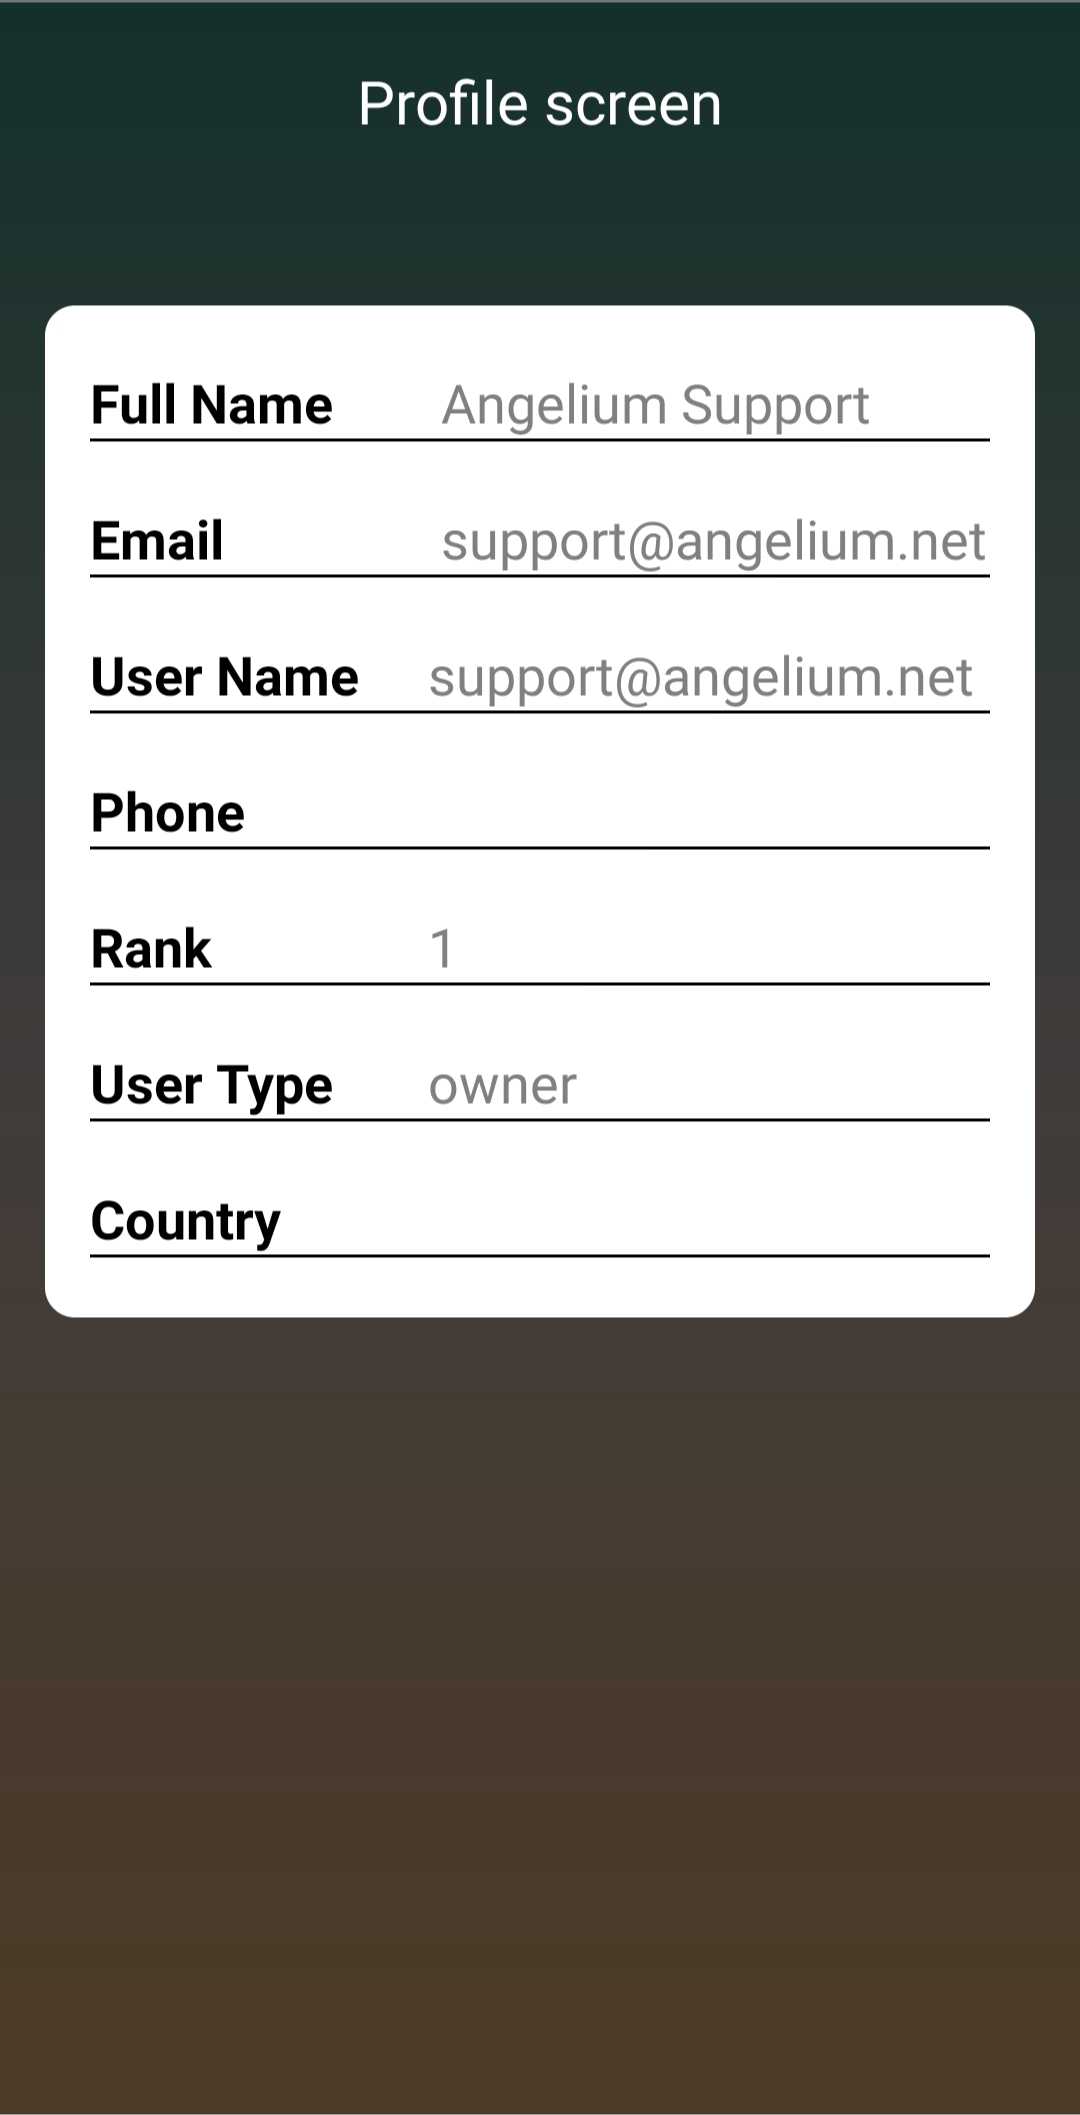 Profile screen
Full Name Angelium Support
Email support@angelium.net
User Name support@angelium.net
Phone
Rank 1
User Type owner
Country